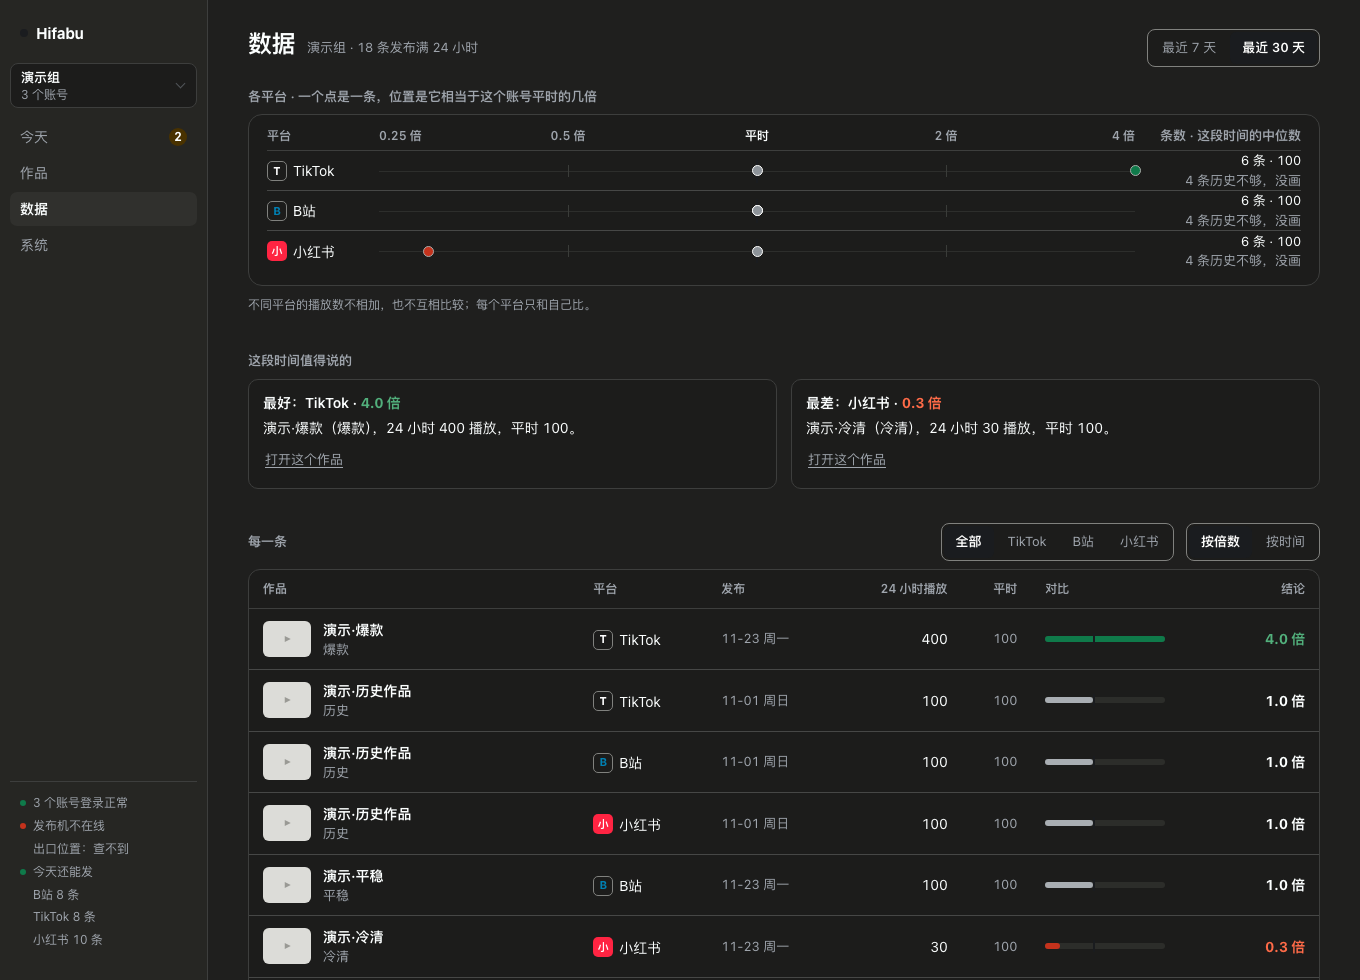 Hifabu
演示组
3 个账号
今天 2
作品
数据
系统
3 个账号登录正常
发布机不在线
出口位置：查不到
今天还能发
B站 8 条
TikTok 8 条
小红书 10 条
数据 演示组 · 18 条发布满 24 小时
最近 7 天 最近 30 天
各平台 · 一个点是一条，位置是它相当于这个账号平时的几倍
平台 0.25 倍 0.5 倍 平时 2 倍 4 倍 条数 · 这段时间的中位数
T TikTok 6 条 · 100
4 条历史不够，没画
B B站 6 条 · 100
4 条历史不够，没画
小 小红书 6 条 · 100
4 条历史不够，没画
不同平台的播放数不相加，也不互相比较；每个平台只和自己比。
这段时间值得说的
最好：TikTok · 4.0 倍
演示·爆款（爆款），24 小时 400 播放，平时 100。
打开这个作品
最差：小红书 · 0.3 倍
演示·冷清（冷清），24 小时 30 播放，平时 100。
打开这个作品
每一条 全部 TikTok B站 小红书 按倍数 按时间
作品 平台 发布 24 小时播放 平时 对比 结论
演示·爆款
爆款
T TikTok 11-23 周一 400 100 4.0 倍
演示·历史作品
历史
T TikTok 11-01 周日 100 100 1.0 倍
演示·历史作品
历史
B B站 11-01 周日 100 100 1.0 倍
演示·历史作品
历史
小 小红书 11-01 周日 100 100 1.0 倍
演示·平稳
平稳
B B站 11-23 周一 100 100 1.0 倍
演示·冷清
冷清
小 小红书 11-23 周一 30 100 0.3 倍